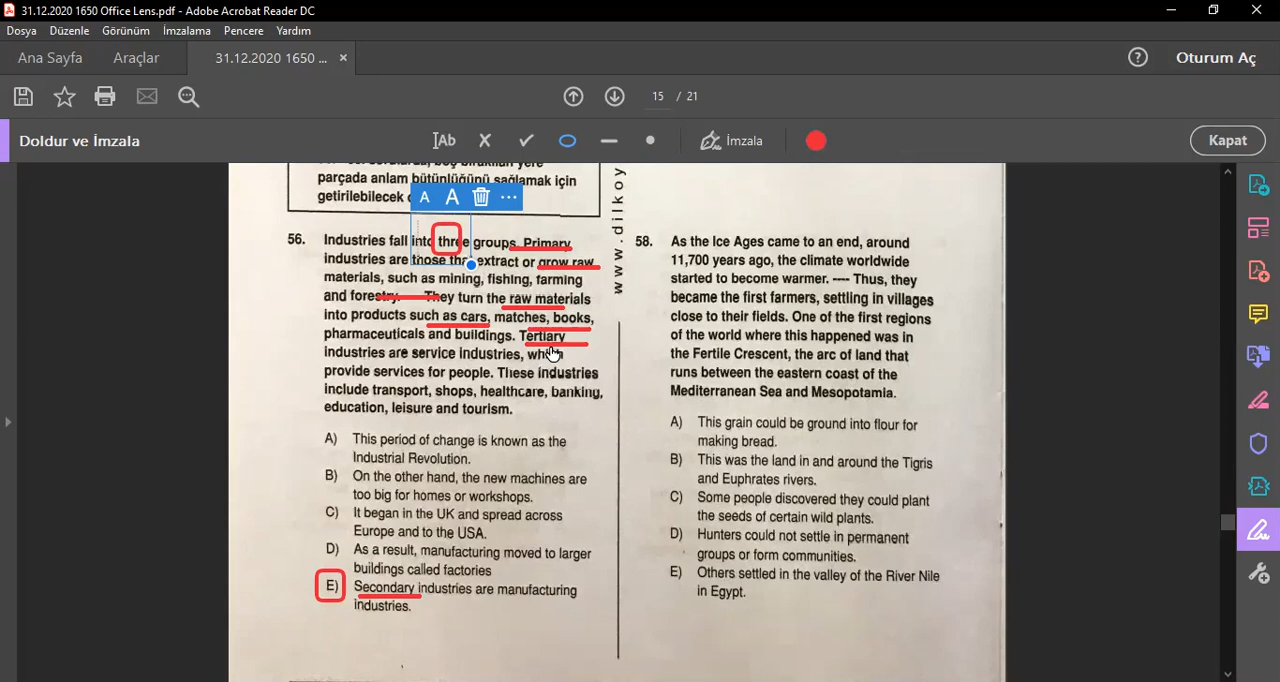 31.12.2020 1650 Office Lens.pdf - Adobe Acrobat Reader DC
Dosya Düzenle Görünüm İmzalama Pencere Yardım
Ana Sayfa Araçlar 31.12.2020 1650 ... × Oturum Aç
15 / 21
Doldur ve İmzala IAb İmzala Kapat
parçada anlam bütünlüğünü sağlamak için
getirilebilecek
A A ...
www.dilkoy
56. Industries fall into three groups. Primary
industries are those that extract or grow raw
materials, such as mining, fishing, farming
and forestry. ---- They turn the raw materials
into products such as cars, matches, books,
pharmaceuticals and buildings. Tertiary
industries are service industries, which
provide services for people. These industries
include transport, shops, healthcare, banking,
education, leisure and tourism.
A) This period of change is known as the
Industrial Revolution.
B) On the other hand, the new machines are
too big for homes or workshops.
C) It began in the UK and spread across
Europe and to the USA.
D) As a result, manufacturing moved to larger
buildings called factories
E) Secondary industries are manufacturing
industries.
58. As the Ice Ages came to an end, around
11,700 years ago, the climate worldwide
started to become warmer. ---- Thus, they
became the first farmers, settling in villages
close to their fields. One of the first regions
of the world where this happened was in
the Fertile Crescent, the arc of land that
runs between the eastern coast of the
Mediterranean Sea and Mesopotamia.
A) This grain could be ground into flour for
making bread.
B) This was the land in and around the Tigris
and Euphrates rivers.
C) Some people discovered they could plant
the seeds of certain wild plants.
D) Hunters could not settle in permanent
groups or form communities.
E) Others settled in the valley of the River Nile
in Egypt.